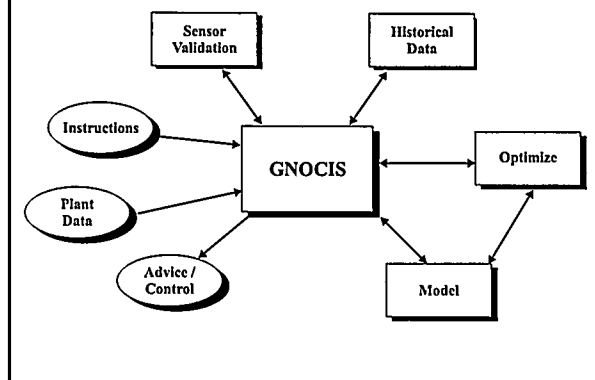 Sensor
Validation
Historical
Data
Instructions
GNOCIS
Optimize
Plant
Data
Advice /
Control
Model